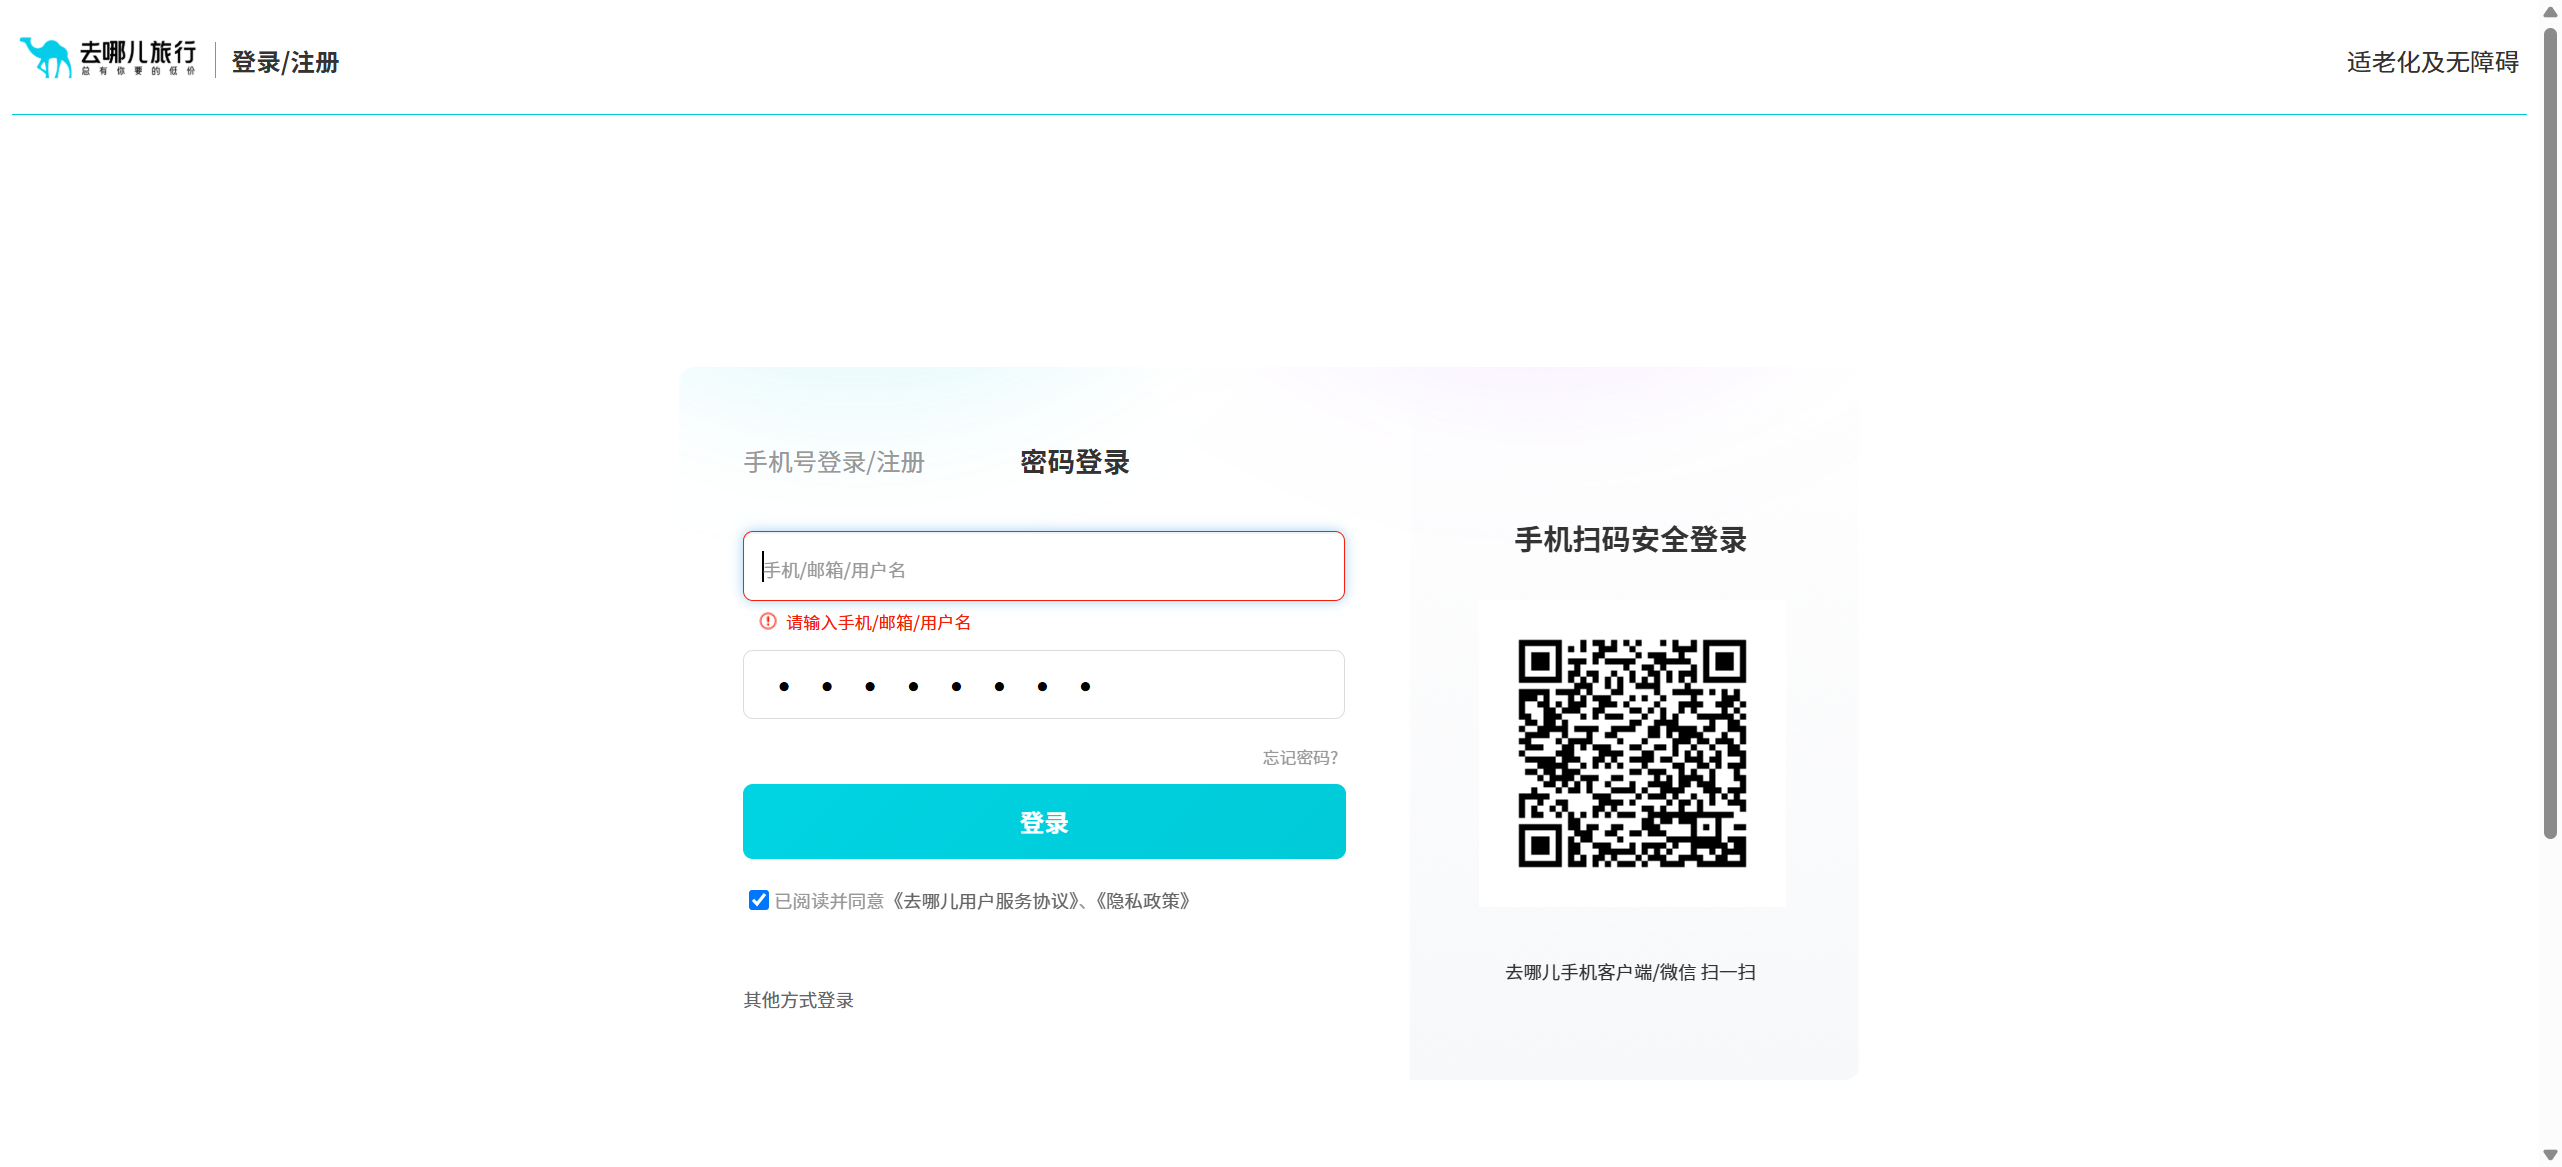 去哪儿旅行
总有你要的低价
登录/注册
适老化及无障碍
手机号登录/注册
密码登录
手机/邮箱/用户名
请输入手机/邮箱/用户名
忘记密码?
登录
已阅读并同意《去哪儿用户服务协议》、《隐私政策》
其他方式登录
手机扫码安全登录
去哪儿手机客户端/微信 扫一扫